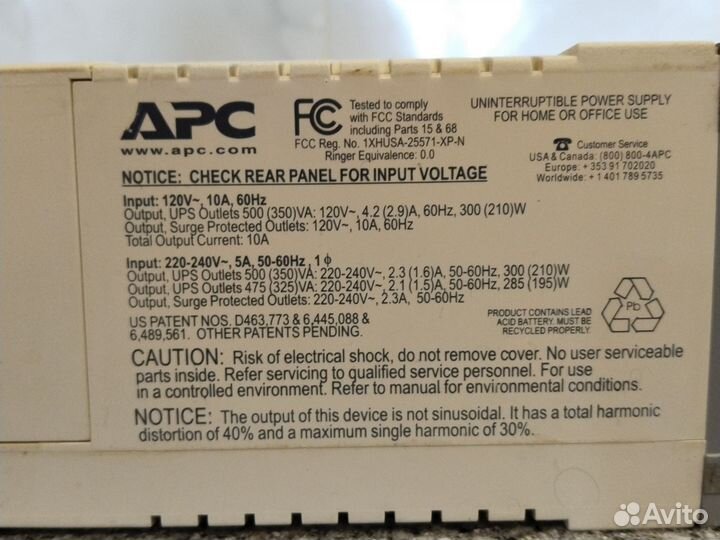 APC
www.apc.com
FC
Tested to comply
with FCC Standards
including Parts 15 & 68
FCC Reg. No. 1XHUSA-25571-XP-N
Ringer Equivalence: 0.0
UNINTERRUPTIBLE POWER SUPPLY
FOR HOME OR OFFICE USE
Customer Service
USA & Canada: (800) 800-4APC
Europe: +353 91 702020
Worldwide: +1 401 789 5735
NOTICE: CHECK REAR PANEL FOR INPUT VOLTAGE
Input: 120V~, 10A, 60Hz
Output, UPS Outlets 500 (350)VA: 120V~, 4.2 (2.9)A, 60Hz, 300 (210)W
Output, Surge Protected Outlets: 120V~, 10A, 60Hz
Total Output Current: 10A
Input: 220-240V~, 5A, 50-60Hz , 1 ϕ
Output, UPS Outlets 500 (350)VA: 220-240V~, 2.3 (1.6)A, 50-60Hz, 300 (210)W
Output, UPS Outlets 475 (325)VA: 220-240V~, 2.1 (1.5)A, 50-60Hz, 285 (195)W
Output, Surge Protected Outlets: 220-240V~, 2.3A, 50-60Hz
US PATENT NOS. D463,773 & 6,445,088 &
6,489,561. OTHER PATENTS PENDING.
PRODUCT CONTAINS LEAD
ACID BATTERY. MUST BE
RECYCLED PROPERLY.
Pb
CAUTION: Risk of electrical shock, do not remove cover. No user serviceable
parts inside. Refer servicing to qualified service personnel. For use
in a controlled environment. Refer to manual for environmental conditions.
NOTICE: The output of this device is not sinusoidal. It has a total harmonic
distortion of 40% and a maximum single harmonic of 30%.
Avito